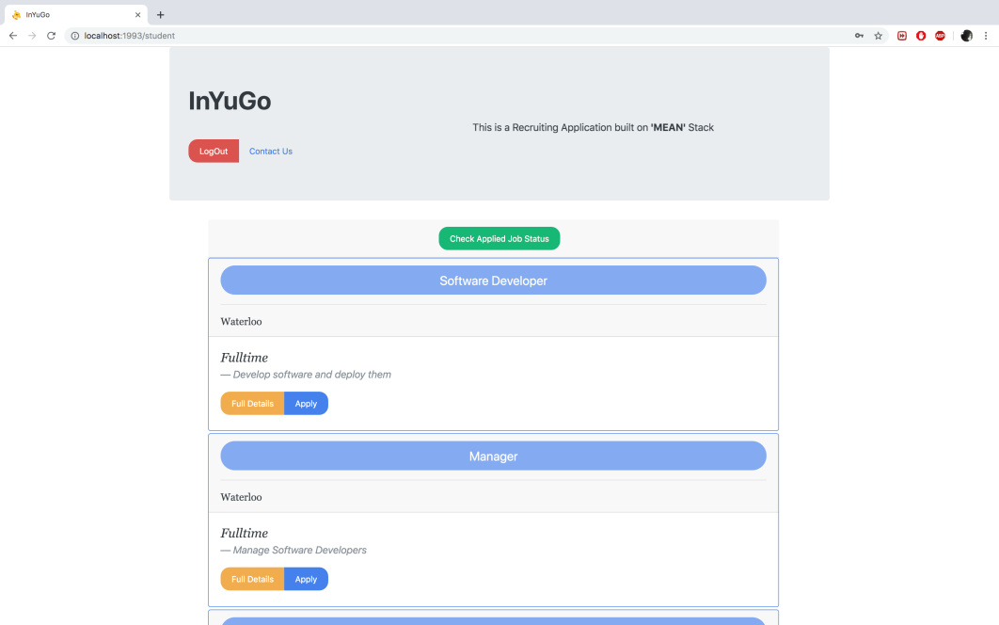 InYuGo
localhost:1993/student
ABP
InYuGo
This is a Recruiting Application built on 'MEAN' Stack
LogOut Contact Us
Check Applied Job Status
Software Developer
Waterloo
Fulltime
— Develop software and deploy them
Full Details Apply
Manager
Waterloo
Fulltime
— Manage Software Developers
Full Details Apply